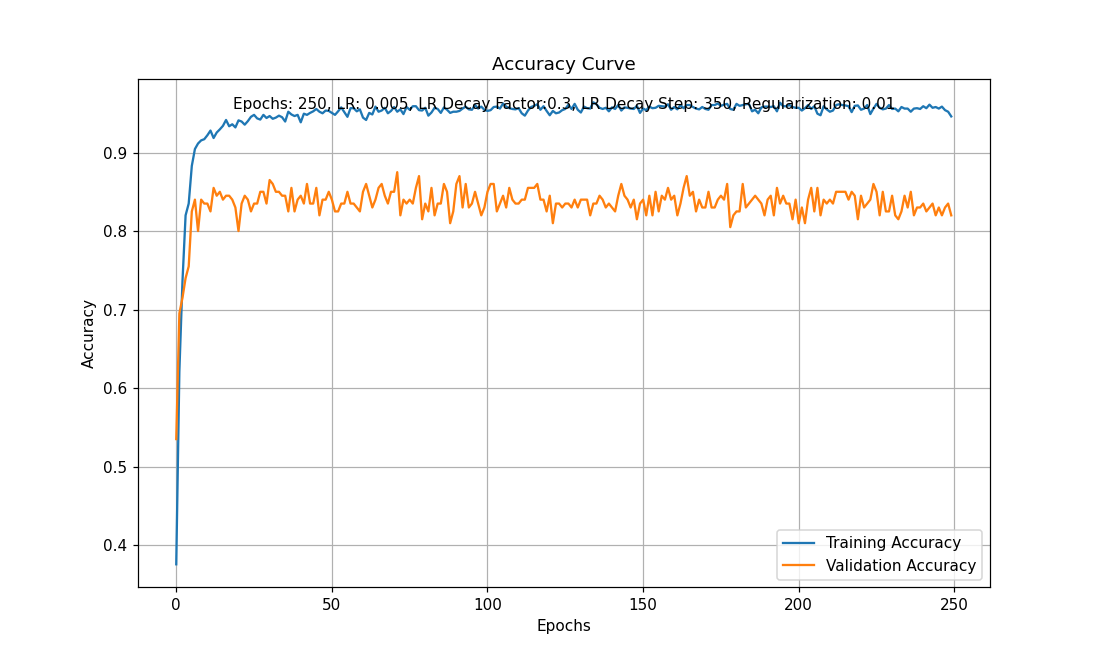 Accuracy Curve
Epochs: 250, LR: 0.005, LR Decay Factor:0.3, LR Decay Step: 350, Regularization: 0.01
Accuracy
0.9
0.8
0.7
0.6
0.5
0.4
Training Accuracy
Validation Accuracy
0 50 100 150 200 250
Epochs